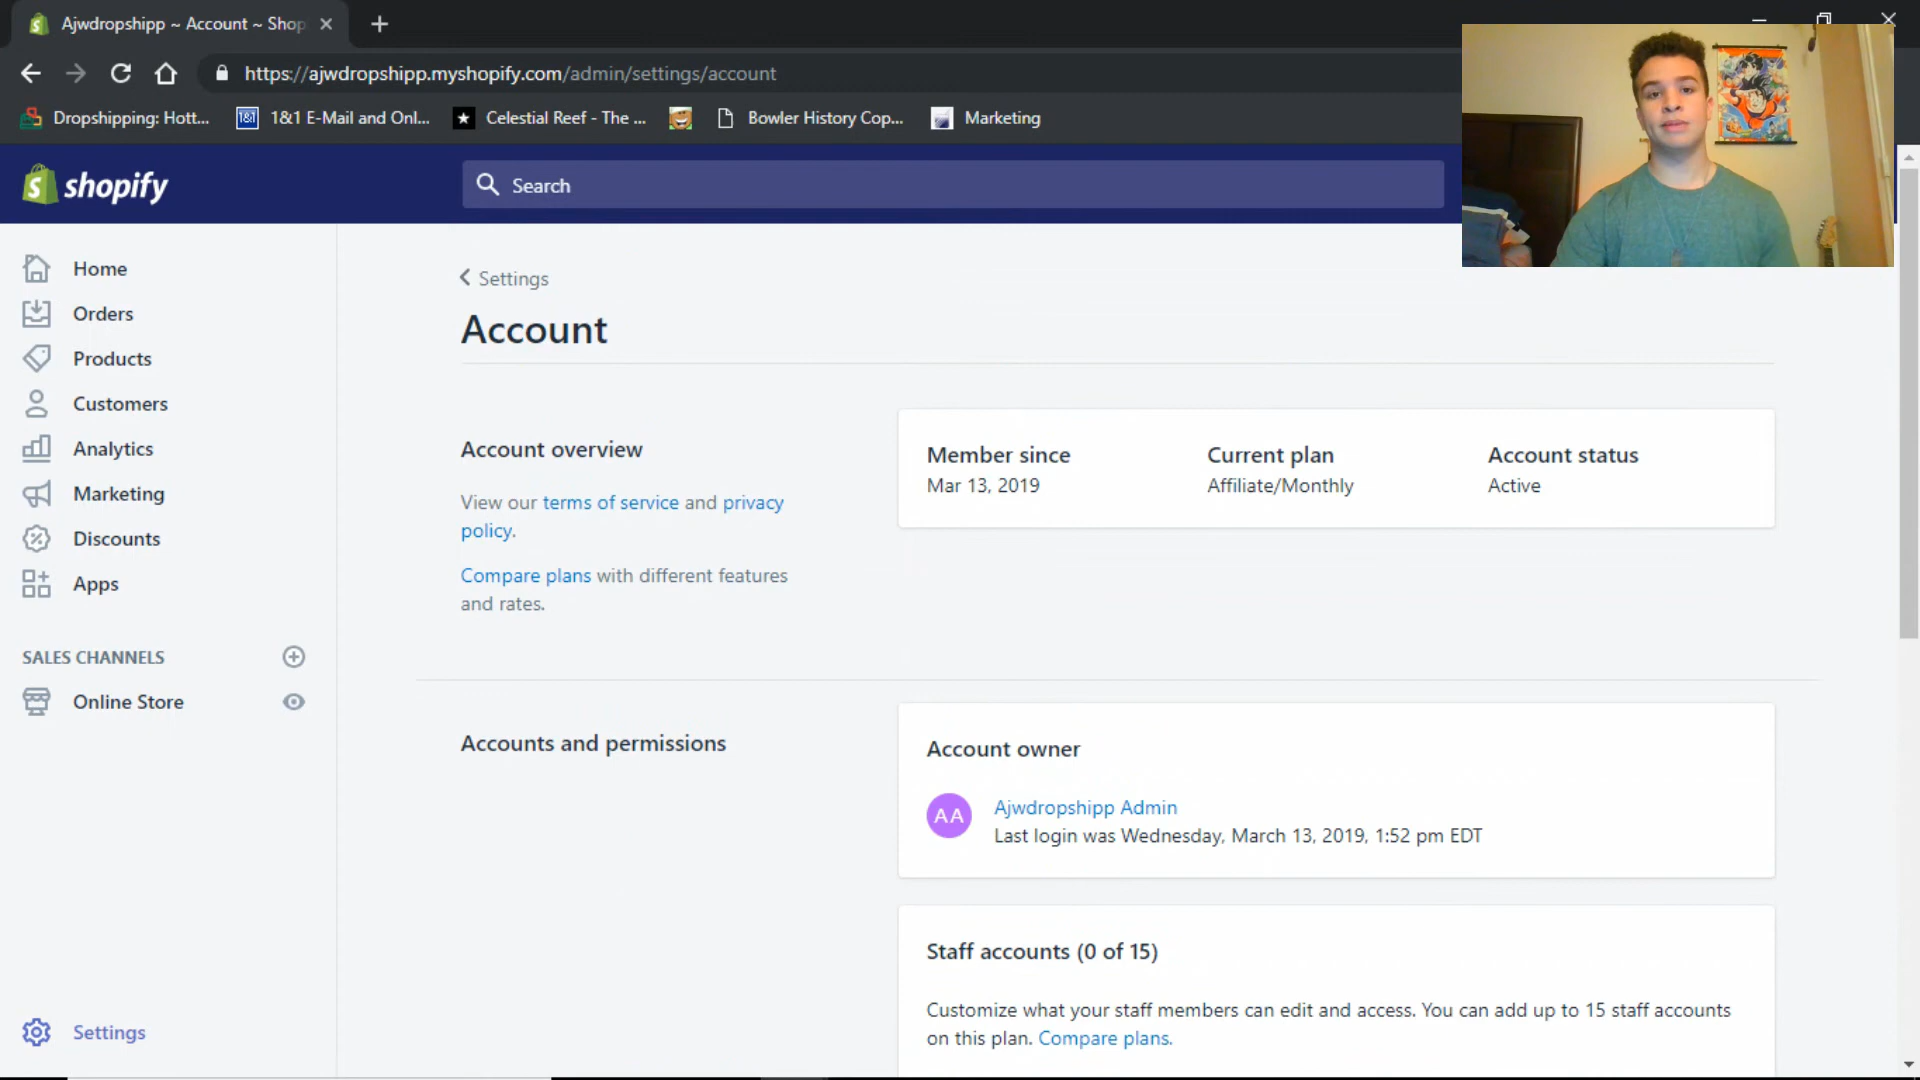 Ajwdropshipp ~ Account ~ Shop
https://ajwdropshipp.myshopify.com/admin/settings/account
Dropshipping: Hott...
1&1 E-Mail and Onl...
Celestial Reef - The ...
Bowler History Cop...
Marketing
shopify
Search
Home
Orders
Products
Customers
Analytics
Marketing
Discounts
Apps
SALES CHANNELS
Online Store
Settings
Settings
Account
Account overview
View our terms of service and privacy
policy.
Compare plans with different features
and rates.
Member since
Mar 13, 2019
Current plan
Affiliate/Monthly
Account status
Active
Accounts and permissions
Account owner
AA
Ajwdropshipp Admin
Last login was Wednesday, March 13, 2019, 1:52 pm EDT
Staff accounts (0 of 15)
Customize what your staff members can edit and access. You can add up to 15 staff accounts
on this plan. Compare plans.